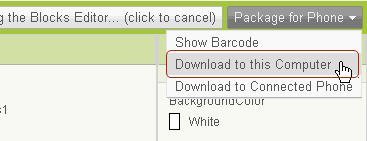 g the Blocks Editor... (click to cancel)
Package for Phone
Show Barcode
Download to this Computer
Download to Connected Phone
BackgroundColor
s1
White